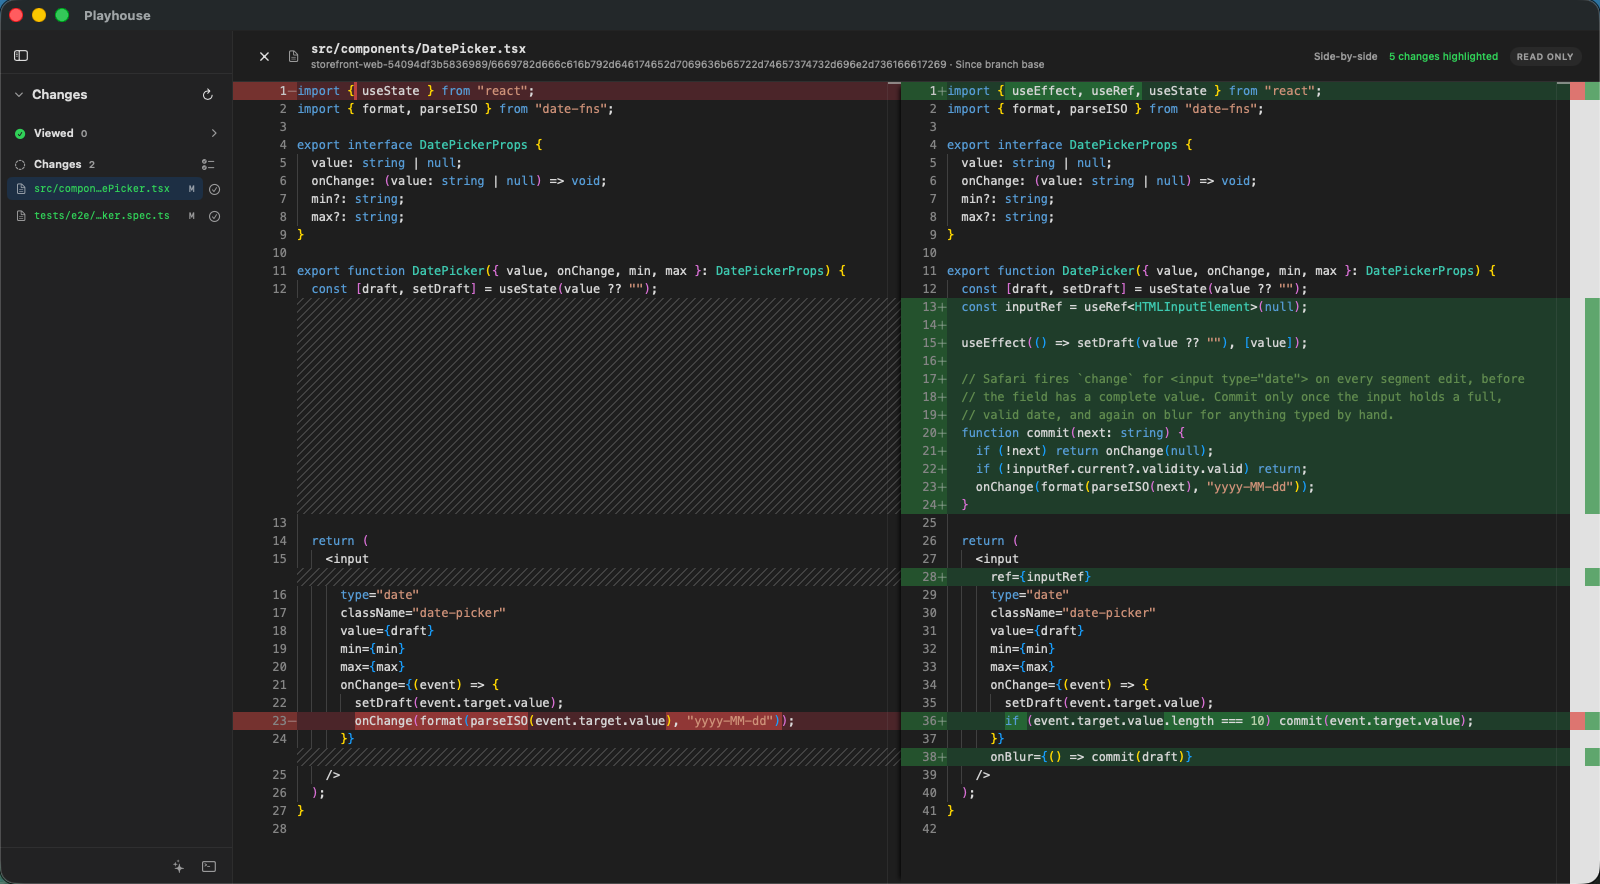 Playhouse
Changes
Viewed 0
Changes 2
src/compon…ePicker.tsx M
tests/e2e/…ker.spec.ts M
src/components/DatePicker.tsx
storefront-web-54094df3b5836989/6669782d666c616b792d646174652d7069636b65722d74657374732d696e2d736166617269 · Since branch base
Side-by-side 5 changes highlighted READ ONLY
1 import { useState } from "react";
2 import { format, parseISO } from "date-fns";
3
4 export interface DatePickerProps {
5 value: string | null;
6 onChange: (value: string | null) => void;
7 min?: string;
8 max?: string;
9 }
10
11 export function DatePicker({ value, onChange, min, max }: DatePickerProps) {
12 const [draft, setDraft] = useState(value ?? "");
13
14 return (
15 <input
16 type="date"
17 className="date-picker"
18 value={draft}
19 min={min}
20 max={max}
21 onChange={(event) => {
22 setDraft(event.target.value);
23 onChange(format(parseISO(event.target.value), "yyyy-MM-dd"));
24 }}
25 />
26 );
27 }
28
1+ import { useEffect, useRef, useState } from "react";
2 import { format, parseISO } from "date-fns";
3
4 export interface DatePickerProps {
5 value: string | null;
6 onChange: (value: string | null) => void;
7 min?: string;
8 max?: string;
9 }
10
11 export function DatePicker({ value, onChange, min, max }: DatePickerProps) {
12 const [draft, setDraft] = useState(value ?? "");
13+ const inputRef = useRef<HTMLInputElement>(null);
14+
15+ useEffect(() => setDraft(value ?? ""), [value]);
16+
17+ // Safari fires `change` for <input type="date"> on every segment edit, before
18+ // the field has a complete value. Commit only once the input holds a full,
19+ // valid date, and again on blur for anything typed by hand.
20+ function commit(next: string) {
21+ if (!next) return onChange(null);
22+ if (!inputRef.current?.validity.valid) return;
23+ onChange(format(parseISO(next), "yyyy-MM-dd"));
24+ }
25
26 return (
27 <input
28+ ref={inputRef}
29 type="date"
30 className="date-picker"
31 value={draft}
32 min={min}
33 max={max}
34 onChange={(event) => {
35 setDraft(event.target.value);
36+ if (event.target.value.length === 10) commit(event.target.value);
37 }}
38+ onBlur={() => commit(draft)}
39 />
40 );
41 }
42